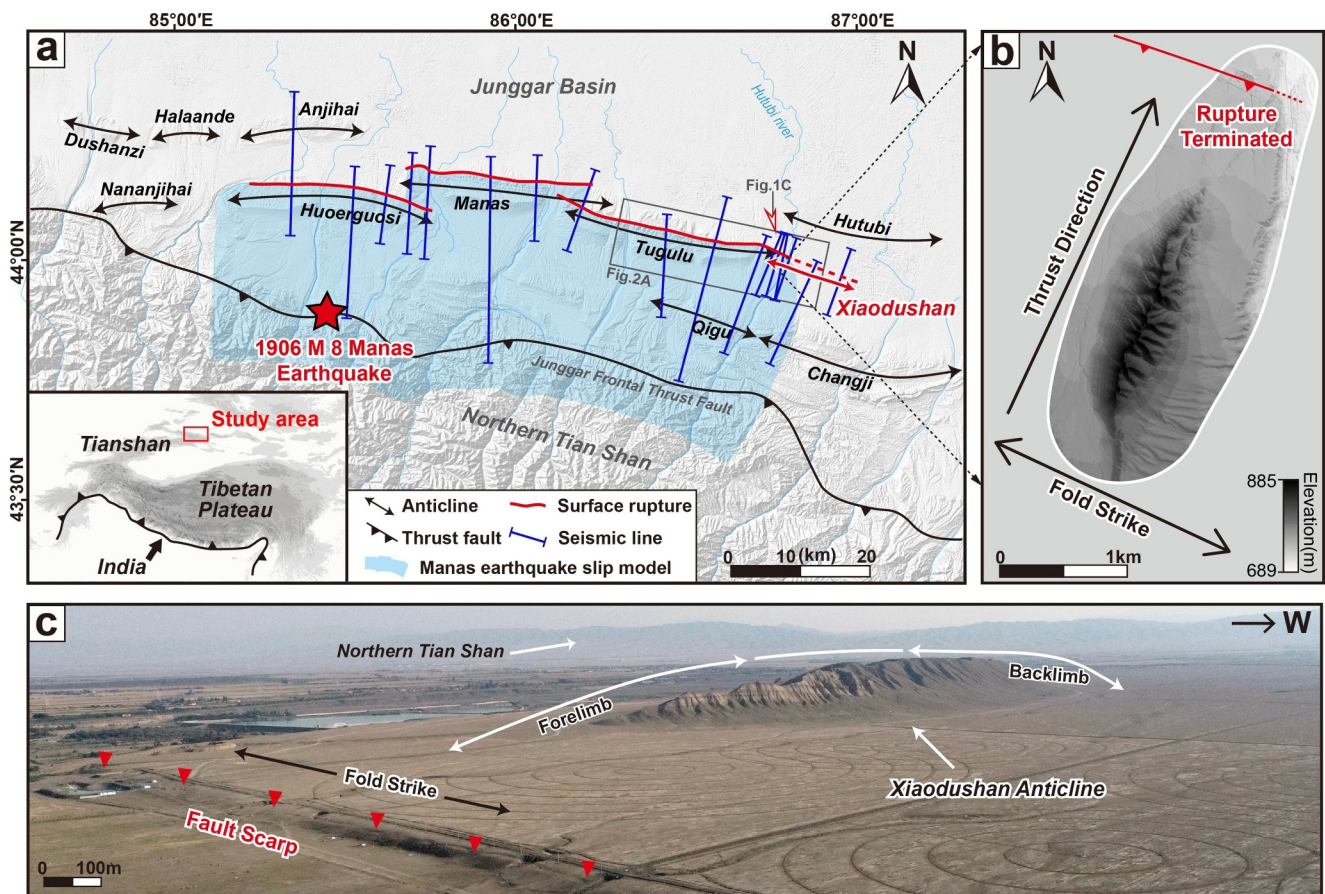 85°00′E
86°00′E
87°00′E
a
N
Junggar Basin
Hutubi river
Halaande
Anjihai
Dushanzi
Nananjihai
Fig.1C
Huoerguosi
Manas
Hutubi
Tugulu
44°00′N
Fig.2A
Xiaodushan
Qigu
1906 M 8 Manas
Earthquake
Changji
Junggar Frontal Thrust Fault
Northern Tian Shan
43°30′N
Study area
Tianshan
Tibetan
Plateau
India
Anticline
Surface rupture
Thrust fault
Seismic line
Manas earthquake slip model
0 10(km) 20
b
N
Rupture
Terminated
Thrust Direction
Fold Strike
0 1km
885
Elevation(m)
689
c
W
Northern Tian Shan
Backlimb
Forelimb
Fold Strike
Xiaodushan Anticline
Fault Scarp
0 100m